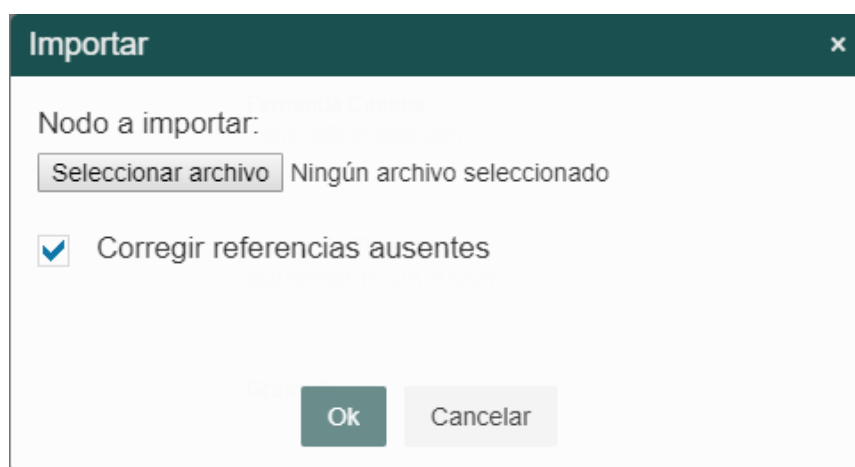 Importar ×
Nodo a importar:
Seleccionar archivo Ningún archivo seleccionado
Corregir referencias ausentes
Ok Cancelar